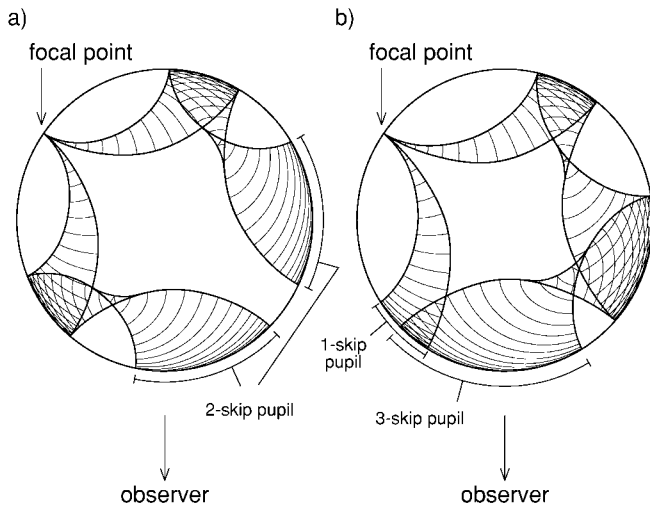 a)
focal point
2-skip pupil
observer
b)
focal point
1-skip
pupil
3-skip pupil
observer